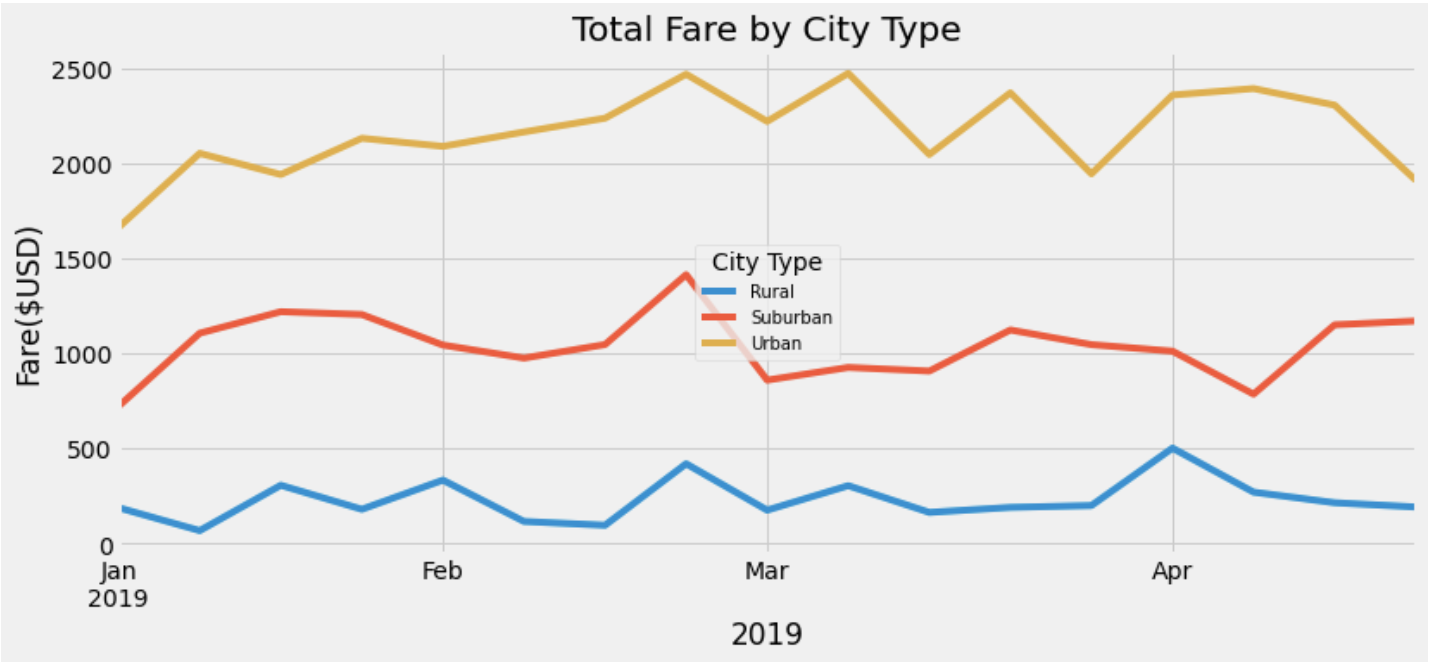 Total Fare by City Type
Fare($USD)
2500
2000
1500
1000
500
0
City Type
Rural
Suburban
Urban
Jan Feb Mar Apr
2019
2019